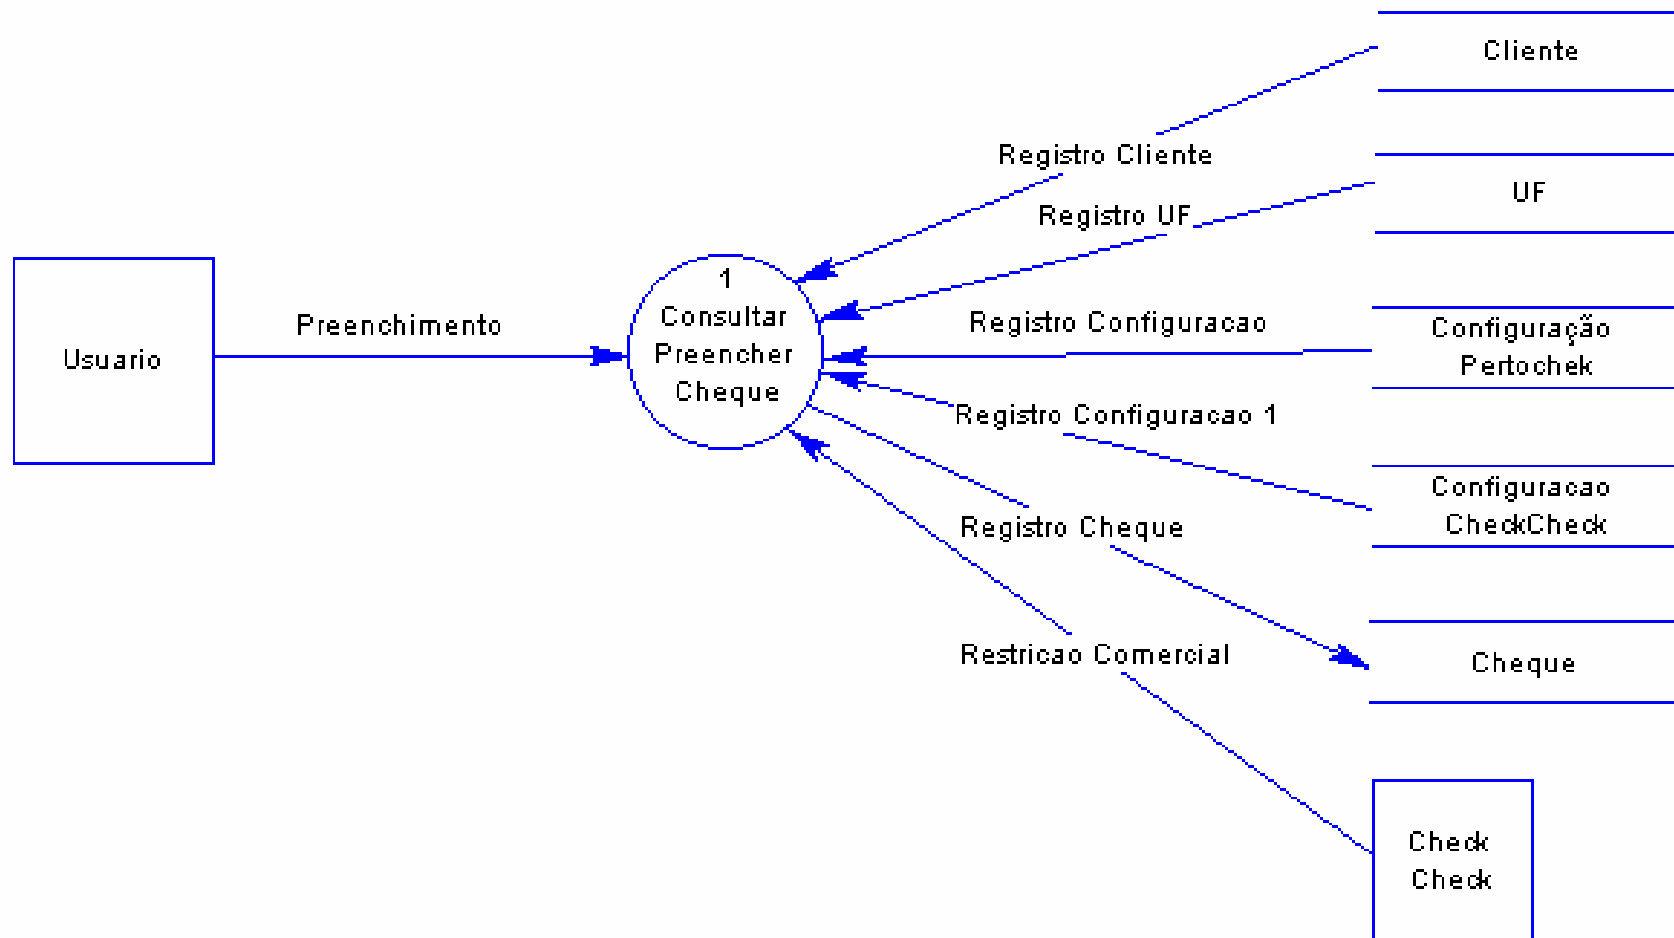 Cliente
Registro Cliente
UF
Registro UF
1
Consultar
Preencher
Cheque
Preenchimento
Usuario
Registro Configuracao
Configuração
Pertochek
Registro Configuracao 1
Configuracao
CheckCheck
Registro Cheque
Restricao Comercial
Cheque
Check
Check